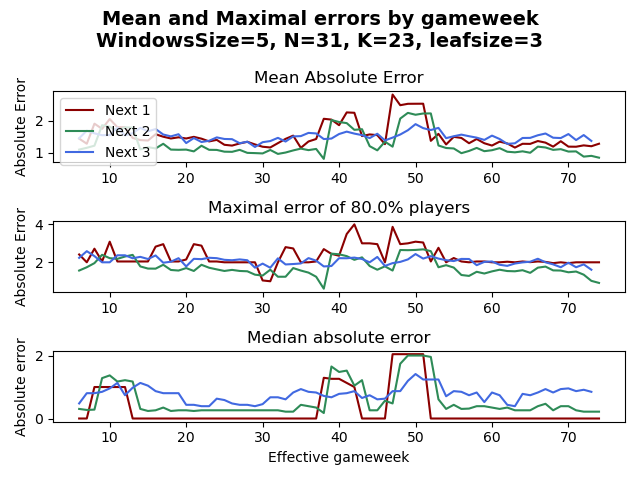 Mean and Maximal errors by gameweek
WindowsSize=5, N=31, K=23, leafsize=3
Mean Absolute Error
Absolute Error
2
1
Next 1
Next 2
Next 3
10 20 30 40 50 60 70
Maximal error of 80.0% players
Absolute Error
4
2
10 20 30 40 50 60 70
Median absolute error
Absolute error
2
0
10 20 30 40 50 60 70
Effective gameweek